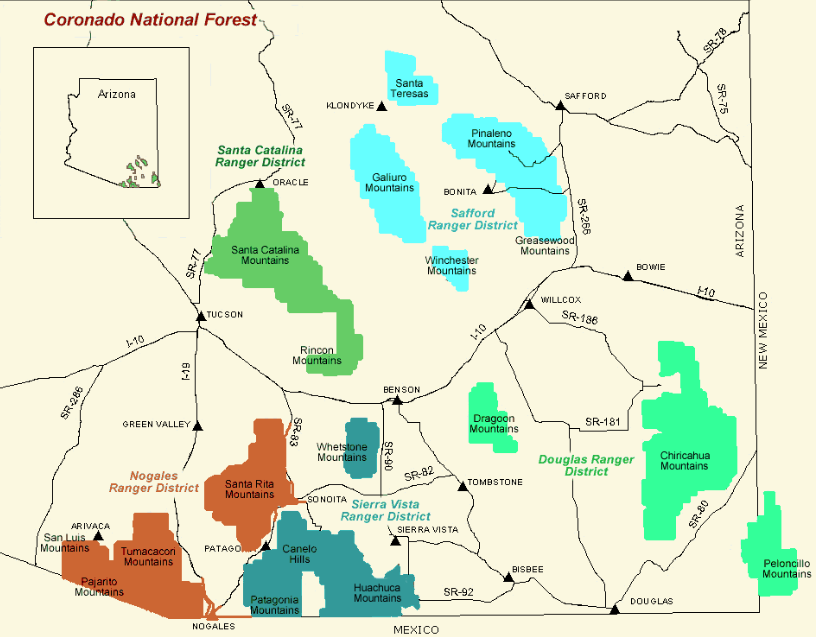 Coronado National Forest
SR-78
SR-75
Santa
Teresas
Arizona
KLONDYKE
SAFFORD
SR-77
Pinaleno
Mountains
Santa Catalina
Ranger District
ORACLE
Galiuro
Mountains
BONITA
Safford
Ranger District
SR-266
ARIZONA
Greasewood
Mountains
Santa Catalina
Mountains
SR-77
Winchester
Mountains
BOWIE
I-10
WILLCOX
NEW MEXICO
TUCSON
SR-186
I-10
I-10
Rincon
Mountains
I-19
SR-286
BENSON
GREEN VALLEY
SR-83
Dragoon
Mountains
SR-181
Whetstone
Mountains
SR-90
Chiricahua
Mountains
Douglas Ranger
District
Nogales
Ranger District
Santa Rita
Mountains
SR-82
TOMBSTONE
SONOITA
Sierra Vista
Ranger District
SR-80
ARIVACA
SIERRA VISTA
San Luis
Mountains
Tumacacori
Mountains
PATAGON
Canelo
Hills
Peloncillo
Mountains
BISBEE
Pajarito
Mountains
Huachuca
Mountains
SR-92
Patagonia
Mountains
DOUGLAS
NOGALES
MEXICO